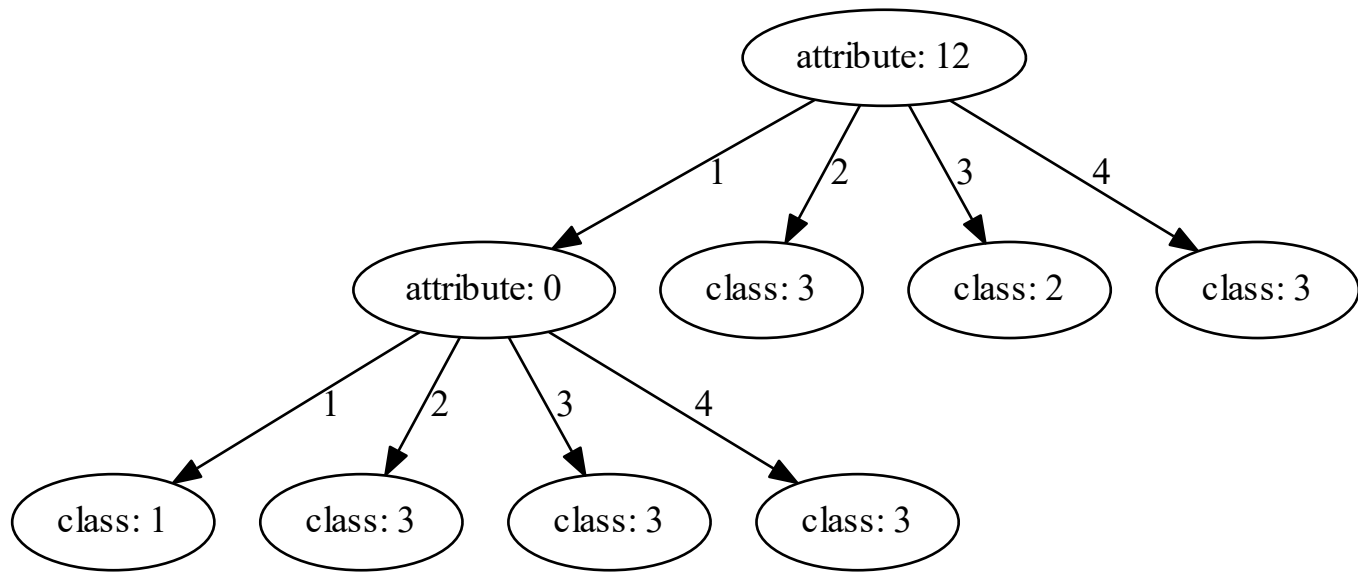 attribute: 12
1
2
3
4
attribute: 0
class: 3
class: 2
class: 3
1
2
3
4
class: 1
class: 3
class: 3
class: 3